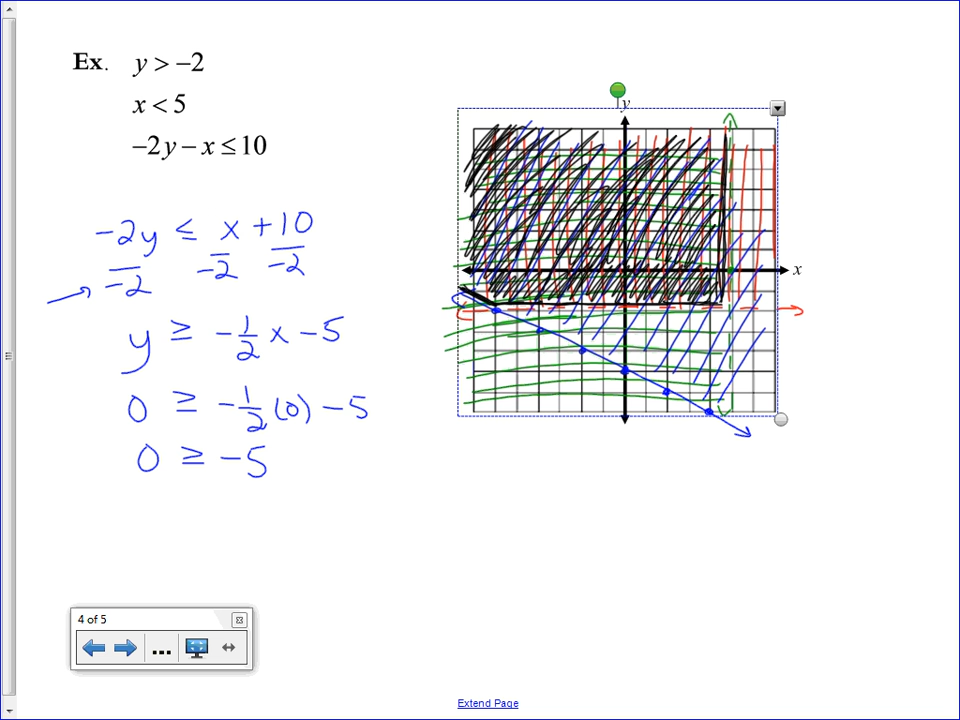 Ex. y > −2
x < 5
−2y − x ≤ 10
-2y ≤ x + 10
-2 -2 -2
y ≥ -1/2 x - 5
0 ≥ -1/2 (0) - 5
0 ≥ -5
y
x
4 of 5
...
Extend Page